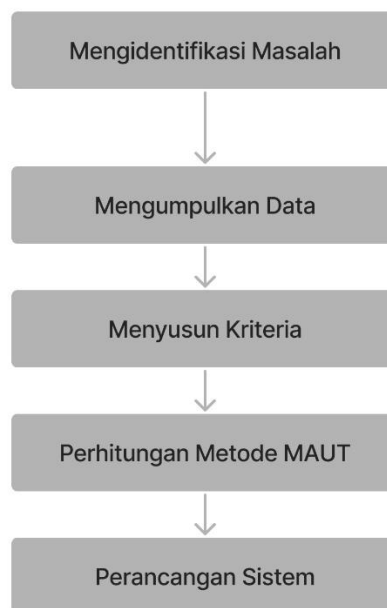 Mengidentifikasi Masalah
Mengumpulkan Data
Menyusun Kriteria
Perhitungan Metode MAUT
Perancangan Sistem